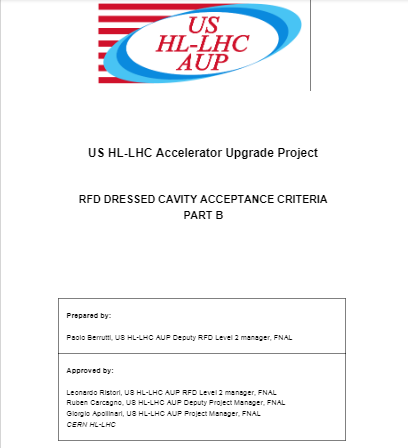 US
HL-LHC
AUP
US HL-LHC Accelerator Upgrade Project
RFD DRESSED CAVITY ACCEPTANCE CRITERIA
PART B
Prepared by:
Paolo Berrutti, US HL-LHC AUP Deputy RFD Level 2 manager, FNAL
Approved by:
Leonardo Ristori, US HL-LHC AUP RFD Level 2 manager, FNAL
Ruben Carcagno, US HL-LHC AUP Deputy Project Manager, FNAL
Giorgio Apollinari, US HL-LHC AUP Project Manager, FNAL
CERN HL-LHC